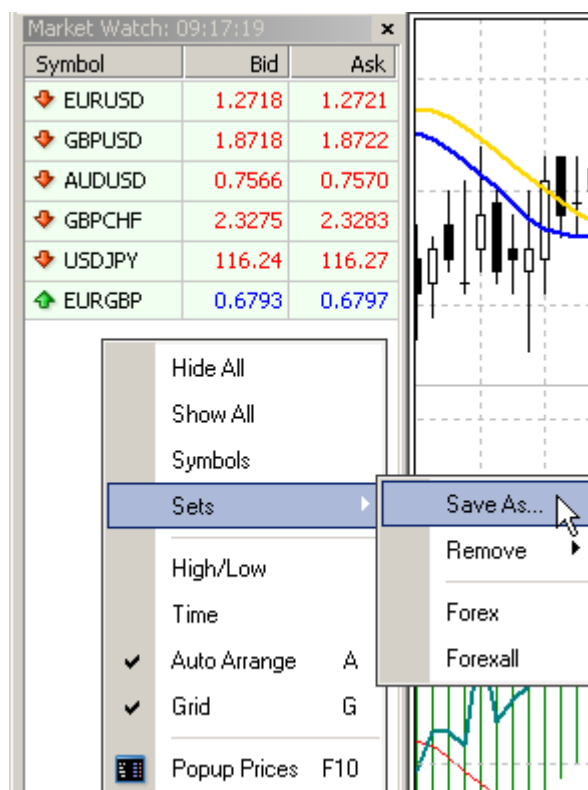 Market Watch: 09:17:19
Symbol Bid Ask
EURUSD 1.2718 1.2721
GBPUSD 1.8718 1.8722
AUDUSD 0.7566 0.7570
GBPCHF 2.3275 2.3283
USDJPY 116.24 116.27
EURGBP 0.6793 0.6797
Hide All
Show All
Symbols
Sets
High/Low
Time
Auto Arrange A
Grid G
Popup Prices F10
Save As...
Remove
Forex
Forexall